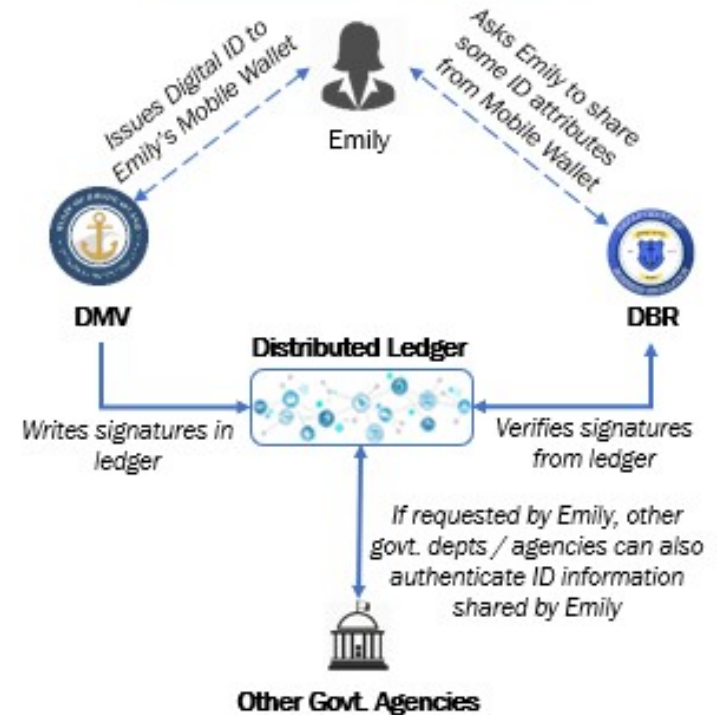 Issues Digital ID to
Emily's Mobile Wallet
Asks Emily to share
some ID attributes
from Mobile Wallet
Emily
DMV
DBR
Distributed Ledger
Writes signatures in
ledger
Verifies signatures
from ledger
If requested by Emily, other
govt. depts / agencies can also
authenticate ID information
shared by Emily
Other Govt. Agencies